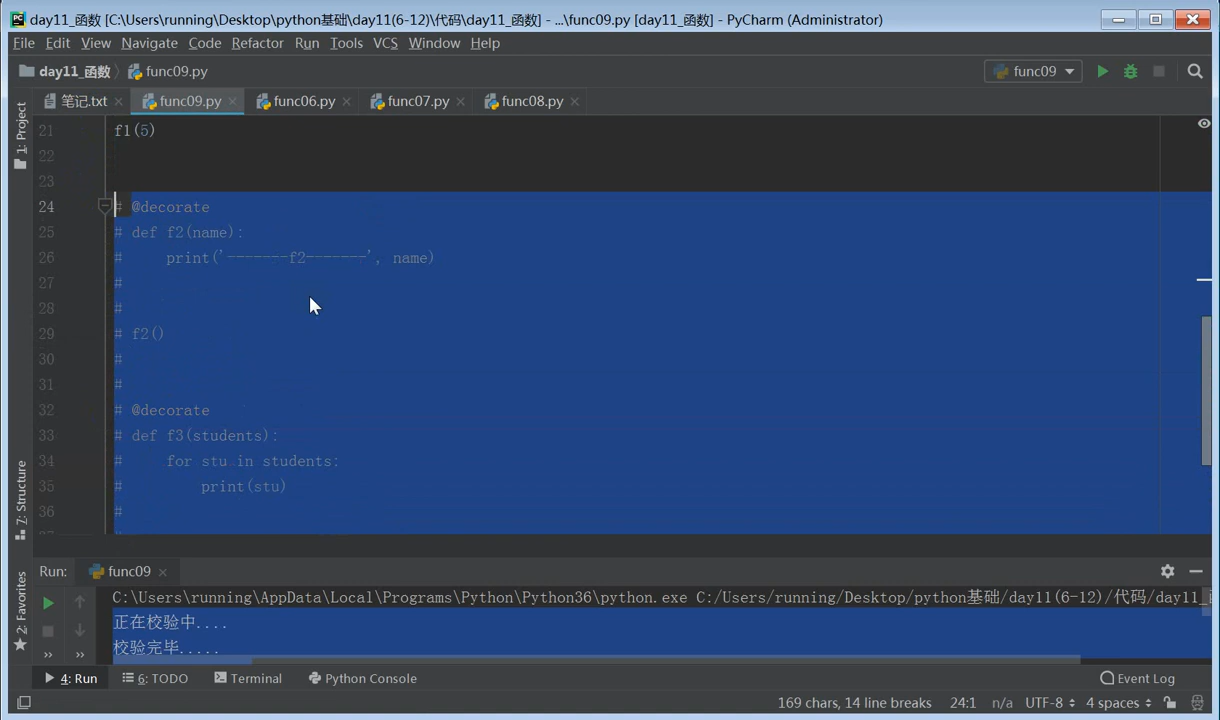 day11_函数 [C:\Users\running\Desktop\python基础\day11(6-12)\代码\day11_函数] - ...\func09.py [day11_函数] - PyCharm (Administrator)
File Edit View Navigate Code Refactor Run Tools VCS Window Help
day11_函数 func09.py func09
笔记.txt func09.py func06.py func07.py func08.py
1: Project
7: Structure
2: Favorites
21 f1(5)
22
23
24 # @decorate
25 # def f2(name):
26 #     print('-------f2-------', name)
27 #
28 #
29 # f2()
30 #
31 #
32 # @decorate
33 # def f3(students):
34 #     for stu in students:
35 #         print(stu)
36 #
Run: func09
C:\Users\running\AppData\Local\Programs\Python\Python36\python.exe C:/Users/running/Desktop/python基础/day11(6-12)/代码/day11_
正在校验中....
校验完毕.....
4: Run 6: TODO Terminal Python Console Event Log
169 chars, 14 line breaks 24:1 n/a UTF-8 4 spaces